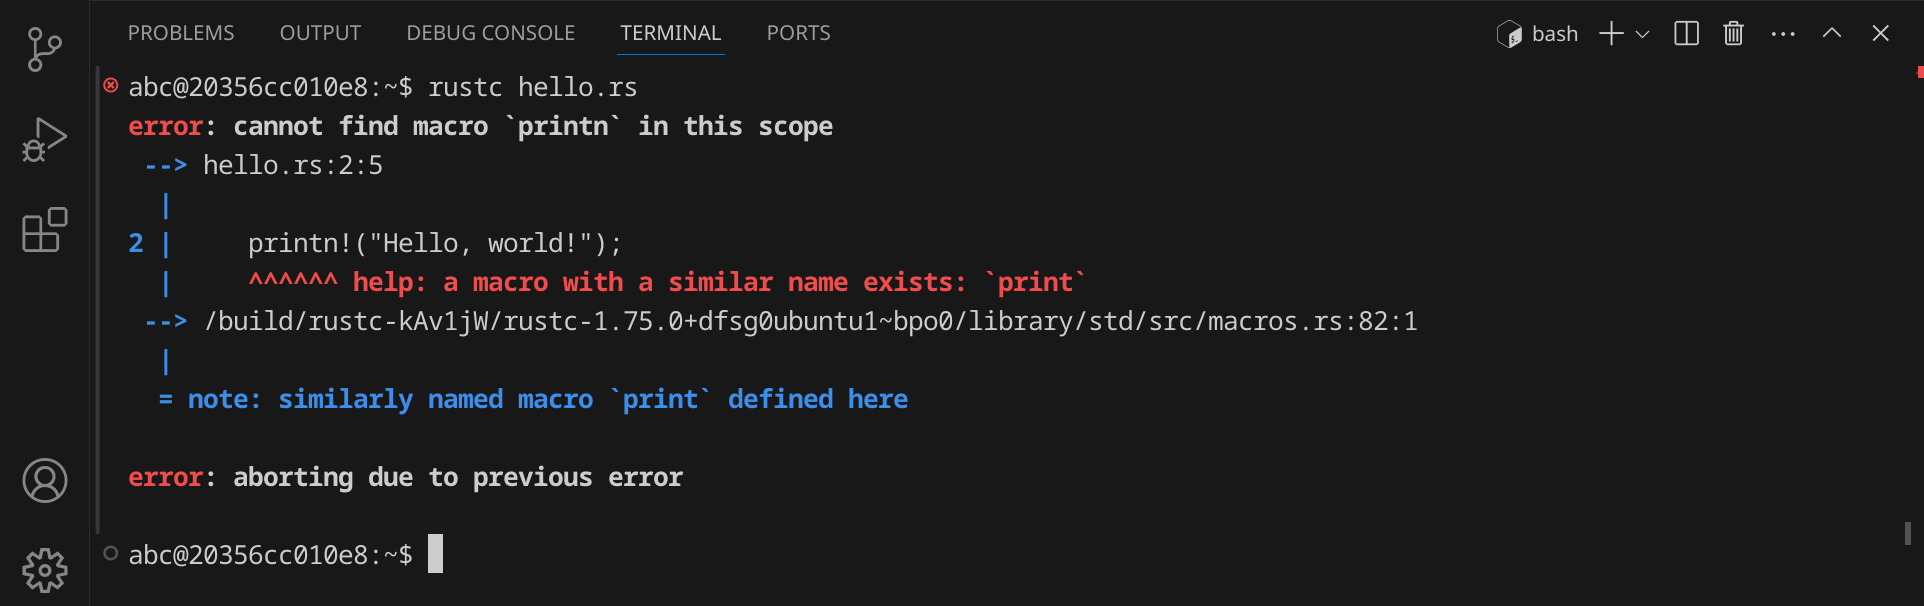 PROBLEMS OUTPUT DEBUG CONSOLE TERMINAL PORTS bash
abc@20356cc010e8:~$ rustc hello.rs
error: cannot find macro `printn` in this scope
 --> hello.rs:2:5
  |
2 |     printn!("Hello, world!");
  |     ^^^^^^ help: a macro with a similar name exists: `print`
 --> /build/rustc-kAv1jW/rustc-1.75.0+dfsg0ubuntu1~bpo0/library/std/src/macros.rs:82:1
  |
  = note: similarly named macro `print` defined here
error: aborting due to previous error
abc@20356cc010e8:~$